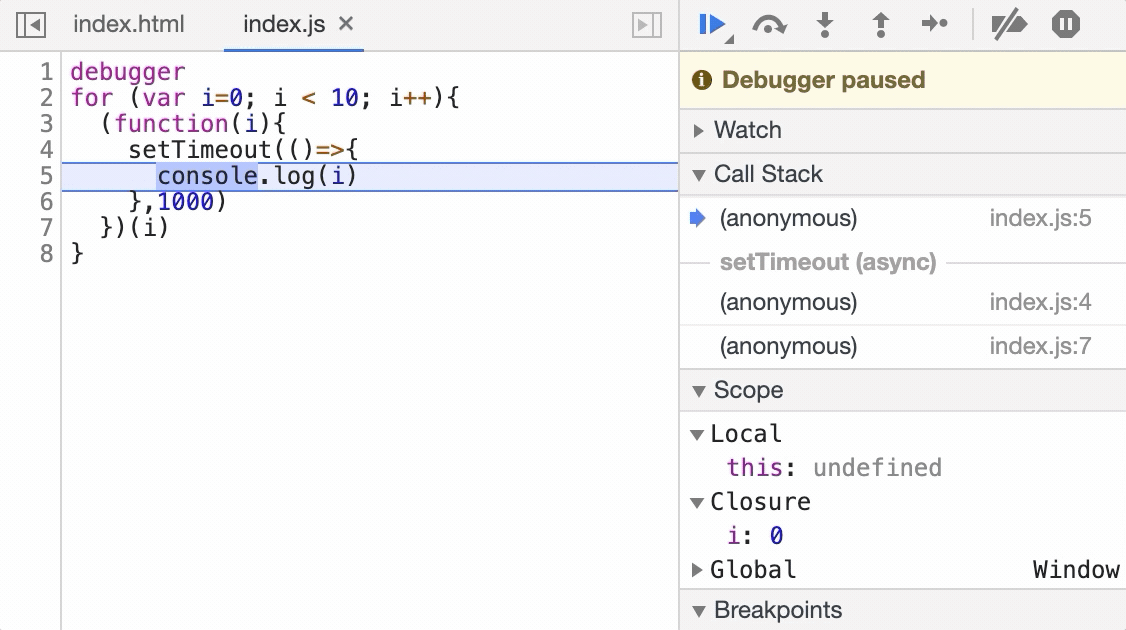 index.html index.js ×
1 debugger
2 for (var i=0; i < 10; i++){
3   (function(i){
4     setTimeout(()=>{
5       console.log(i)
6     },1000)
7   })(i)
8 }
Debugger paused
Watch
Call Stack
(anonymous) index.js:5
setTimeout (async)
(anonymous) index.js:4
(anonymous) index.js:7
Scope
Local
this: undefined
Closure
i: 0
Global Window
Breakpoints